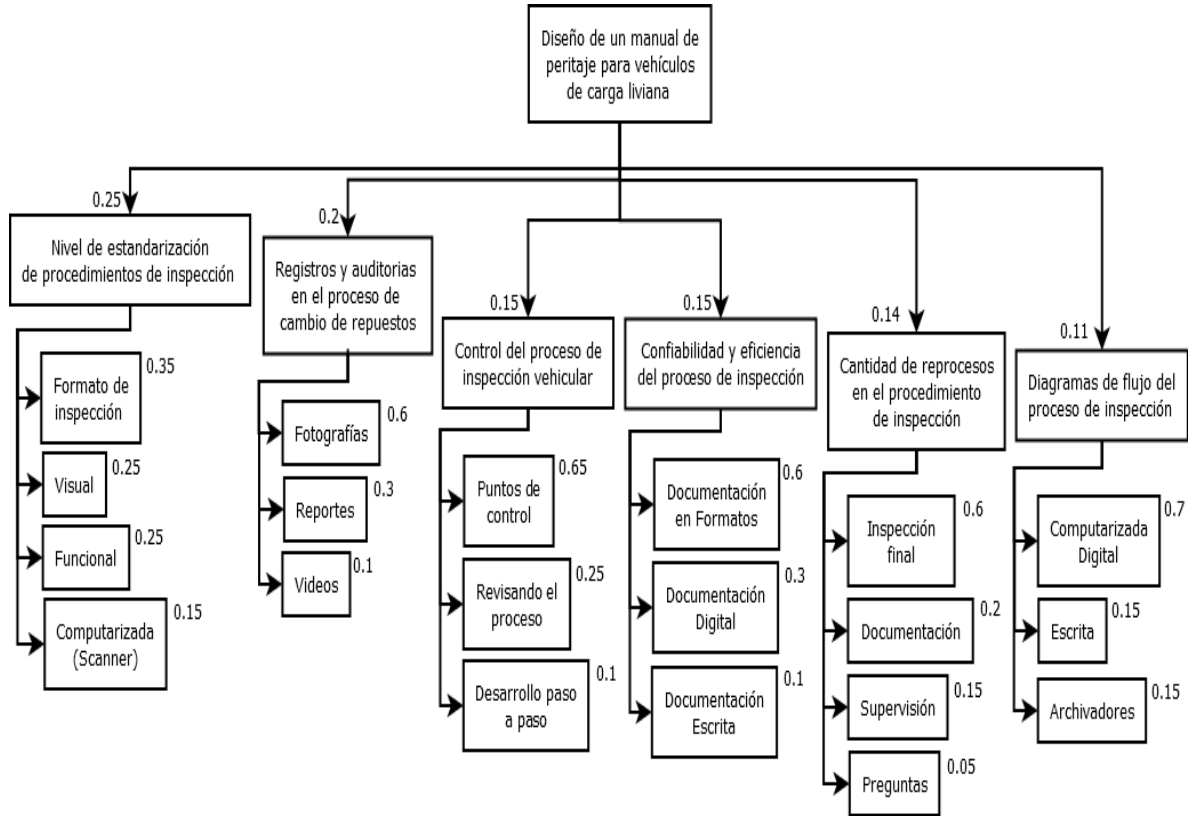 Diseño de un manual de
peritaje para vehículos
de carga liviana
0.25
Nivel de estandarización
de procedimientos de inspección
0.35
Formato de
inspección
0.25
Visual
0.25
Funcional
0.15
Computarizada
(Scanner)
0.2
Registros y auditorias
en el proceso de
cambio de repuestos
0.6
Fotografías
0.3
Reportes
0.1
Videos
0.15
Control del proceso de
inspección vehicular
0.65
Puntos de
control
0.25
Revisando el
proceso
0.1
Desarrollo paso
a paso
0.15
Confiabilidad y eficiencia
del proceso de inspección
0.6
Documentación
en Formatos
0.3
Documentación
Digital
0.1
Documentación
Escrita
0.14
Cantidad de reprocesos
en el procedimiento
de inspección
0.6
Inspección
final
0.2
Documentación
0.15
Supervisión
0.05
Preguntas
0.11
Diagramas de flujo del
proceso de inspección
0.7
Computarizada
Digital
0.15
Escrita
0.15
Archivadores